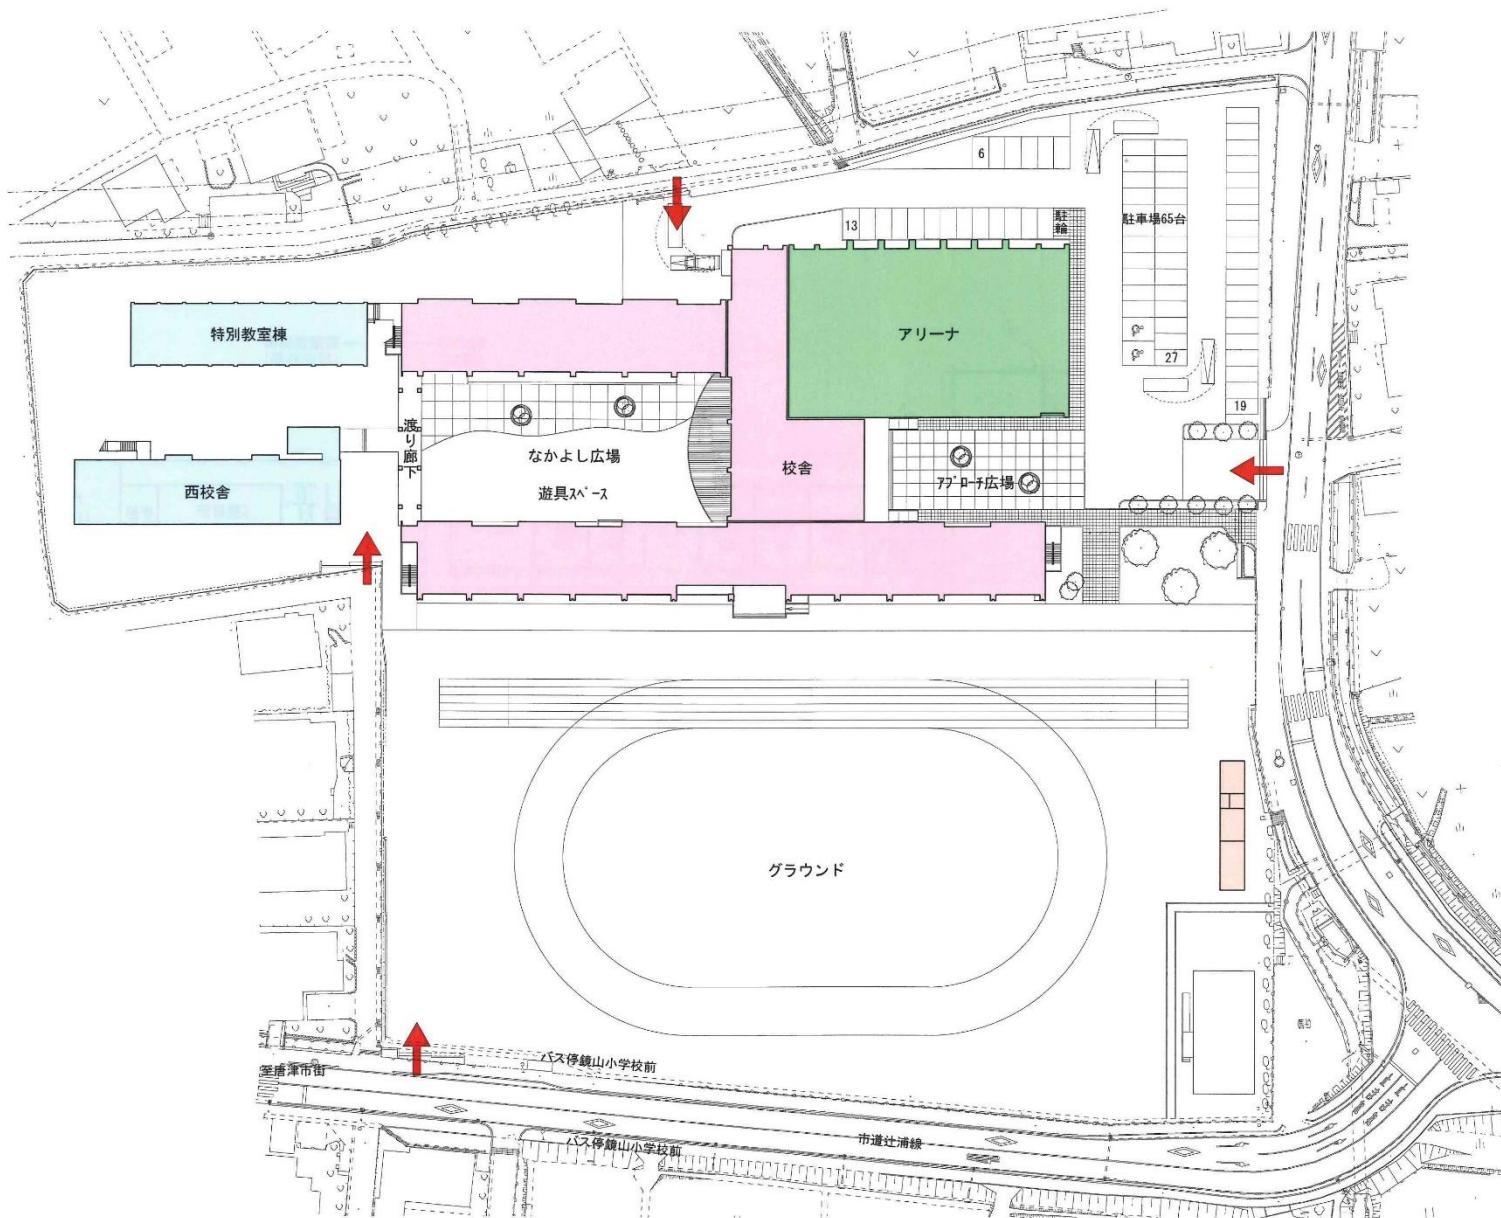 6
13
駐輪
駐車場65台
特別教室棟
アリーナ
27
19
渡り廊下
なかよし広場
校舎
西校舎
遊具ｽﾍﾟｰｽ
ｱﾌﾟﾛｰﾁ広場
グラウンド
バス停鏡山小学校前
至唐津市街
バス停鏡山小学校前
市道辻浦線